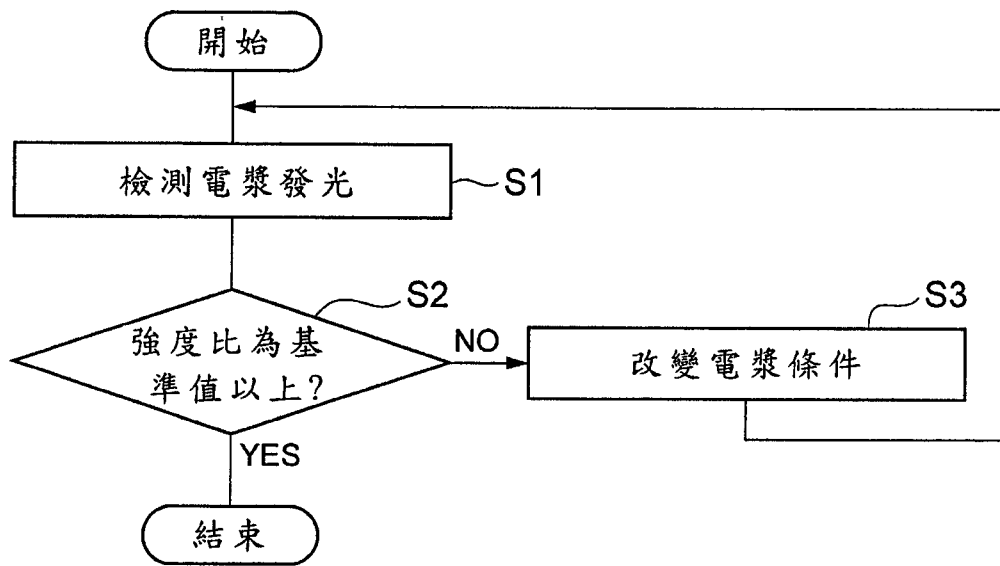 開始
檢測電漿發光
S1
S2
強度比為基
準值以上?
NO
S3
改變電漿條件
YES
結束